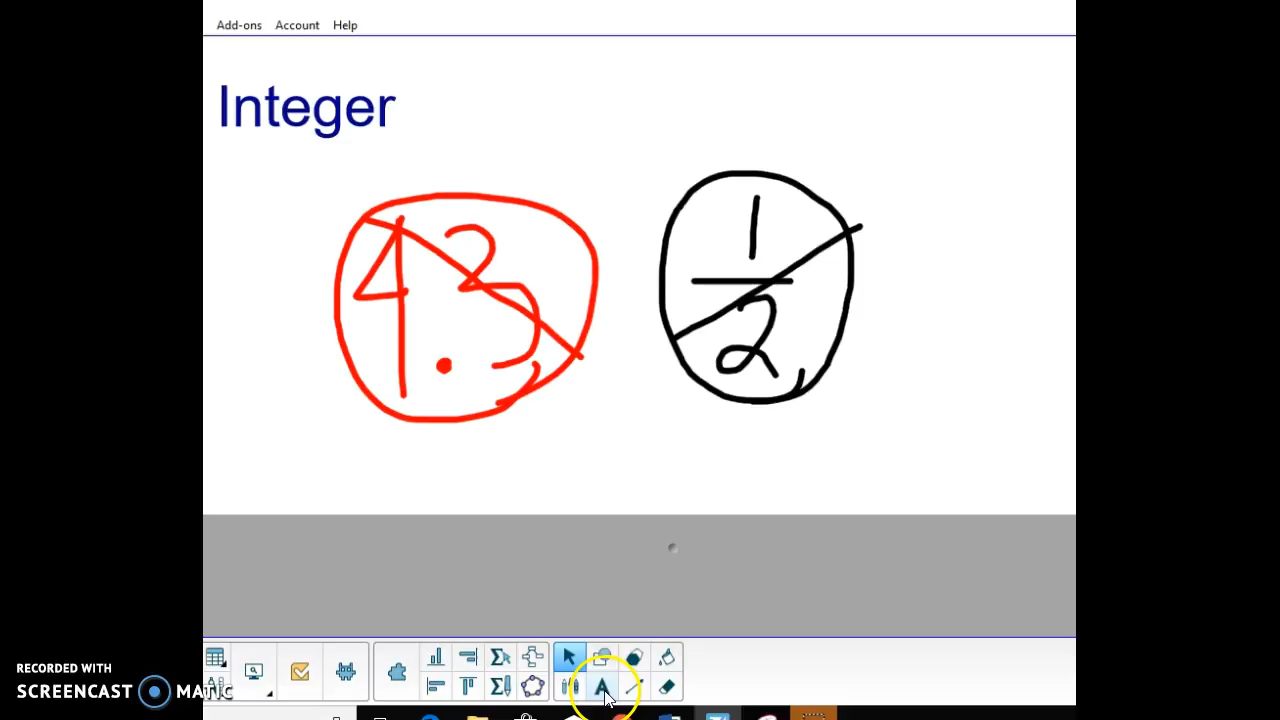 Add-ons Account Help
Integer
4.3
1
2
RECORDED WITH
SCREENCAST MATIC